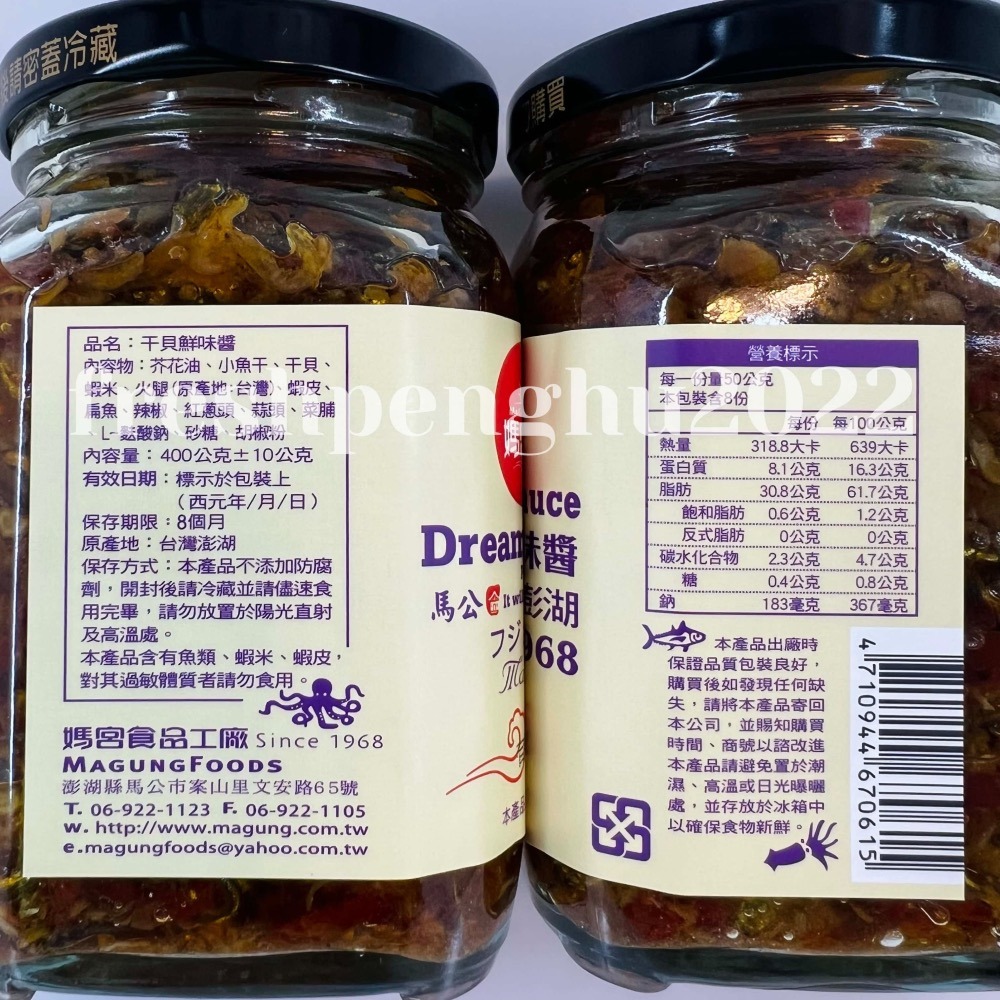 請密蓋冷藏
購買
品名：干貝鮮味醬
內容物：芥花油、小魚干、干貝、
蝦米、火腿(原產地:台灣)、蝦皮、
扁魚、辣椒、紅蔥頭、蒜頭、菜脯
、L-麩酸鈉、砂糖、胡椒粉
內容量：400公克±10公克
有效日期：標示於包裝上
（西元年/月/日）
保存期限：8個月
原產地：台灣澎湖
保存方式：本產品不添加防腐
劑，開封後請冷藏並請儘速食
用完畢，請勿放置於陽光直射
及高溫處。
本產品含有魚類、蝦米、蝦皮，
對其過敏體質者請勿食用。
媽宮食品工廠 Since 1968
MAGUNGFOODS
澎湖縣馬公市案山里文安路65號
T. 06-922-1123 F. 06-922-1105
w. http://www.magung.com.tw
e.magungfoods@yahoo.com.tw
Dream
馬公
フジ
本產品
uce
味醬
澎湖
968
營養標示
每一份量50公克
本包裝含8份
每份 每100公克
熱量 318.8大卡 639大卡
蛋白質 8.1公克 16.3公克
脂肪 30.8公克 61.7公克
飽和脂肪 0.6公克 1.2公克
反式脂肪 0公克 0公克
碳水化合物 2.3公克 4.7公克
糖 0.4公克 0.8公克
鈉 183毫克 367毫克
本產品出廠時
保證品質包裝良好，
購買後如發現任何缺
失，請將本產品寄回
本公司，並賜知購買
時間、商號以諮改進
本產品請避免置於潮
濕、高溫或日光曝曬
處，並存放於冰箱中
以確保食物新鮮。
4710944670615
freshpenghu2022